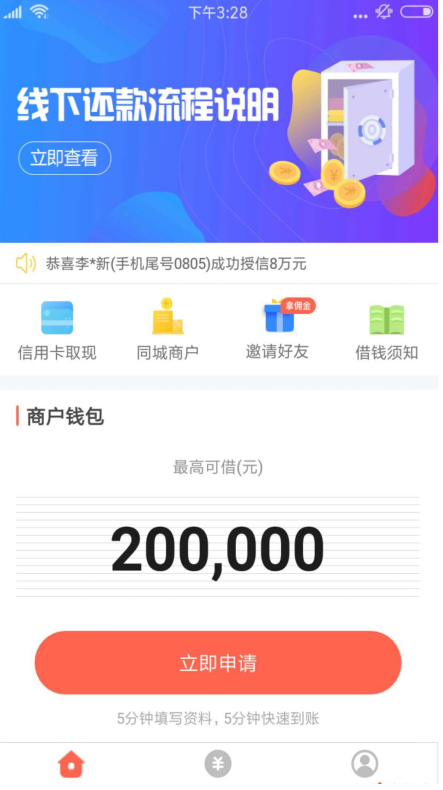 下午3:28
线下还款流程说明
立即查看
恭喜李*新(手机尾号0805)成功授信8万元
拿佣金
信用卡取现 同城商户 邀请好友 借钱须知
商户钱包
最高可借(元)
200,000
立即申请
5分钟填写资料，5分钟快速到账